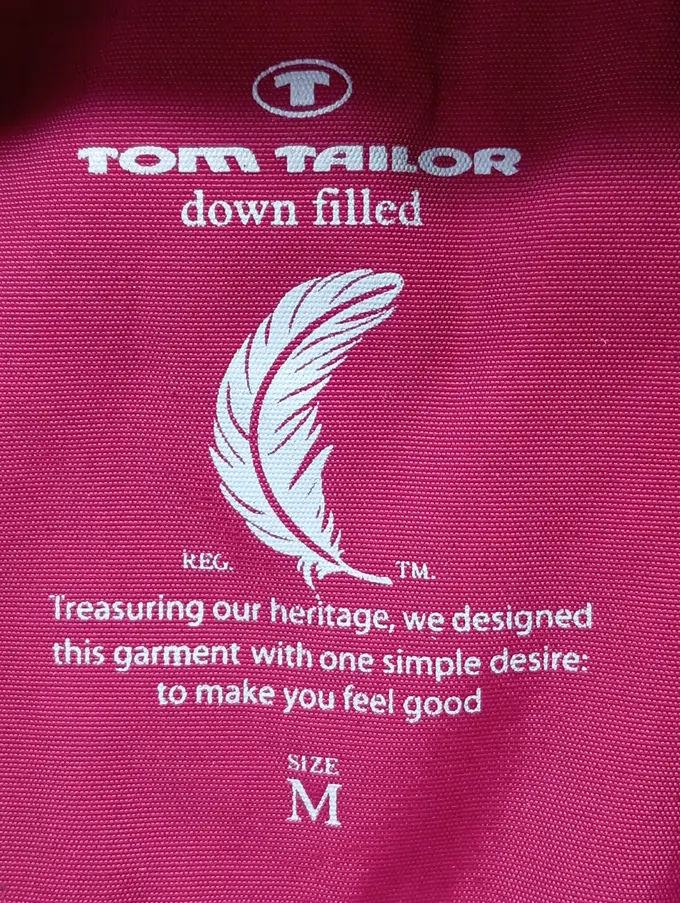 T
TOM TAILOR
down filled
REG. TM.
Treasuring our heritage, we designed
this garment with one simple desire:
to make you feel good
SIZE
M